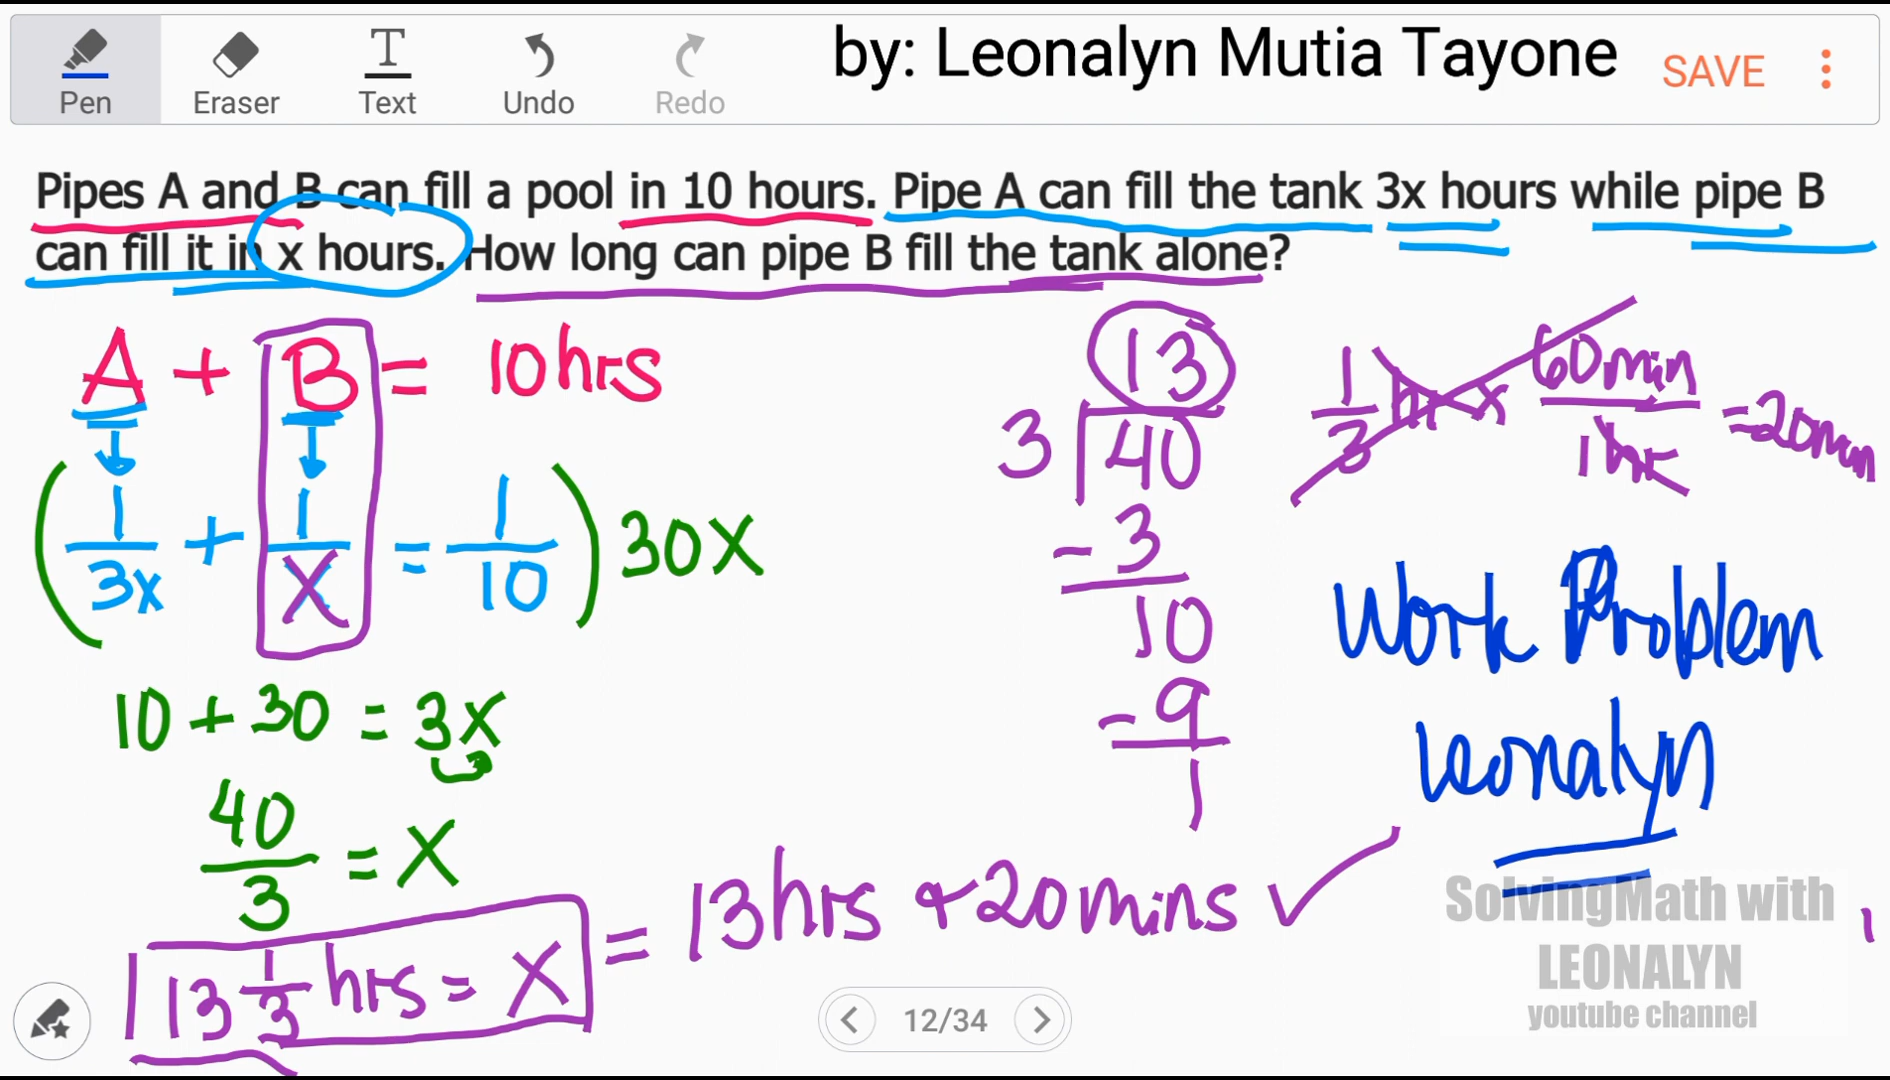 Pen
Eraser
T
Text
Undo
Redo
by: Leonalyn Mutia Tayone
SAVE
Pipes A and B can fill a pool in 10 hours. Pipe A can fill the tank 3x hours while pipe B
can fill it in x hours. How long can pipe B fill the tank alone?
A + B = 10hrs
(1/3x + 1/x = 1/10) 30x
10 + 30 = 3x
40/3 = x
13 1/3 hrs = x = 13hrs & 20mins ✓
13
3 40
- 3
10
- 9
1
1/3 hr x 60min/1hr = 20min
Work Problem
Leonalyn
SolvingMath with
LEONALYN
youtube channel
12/34